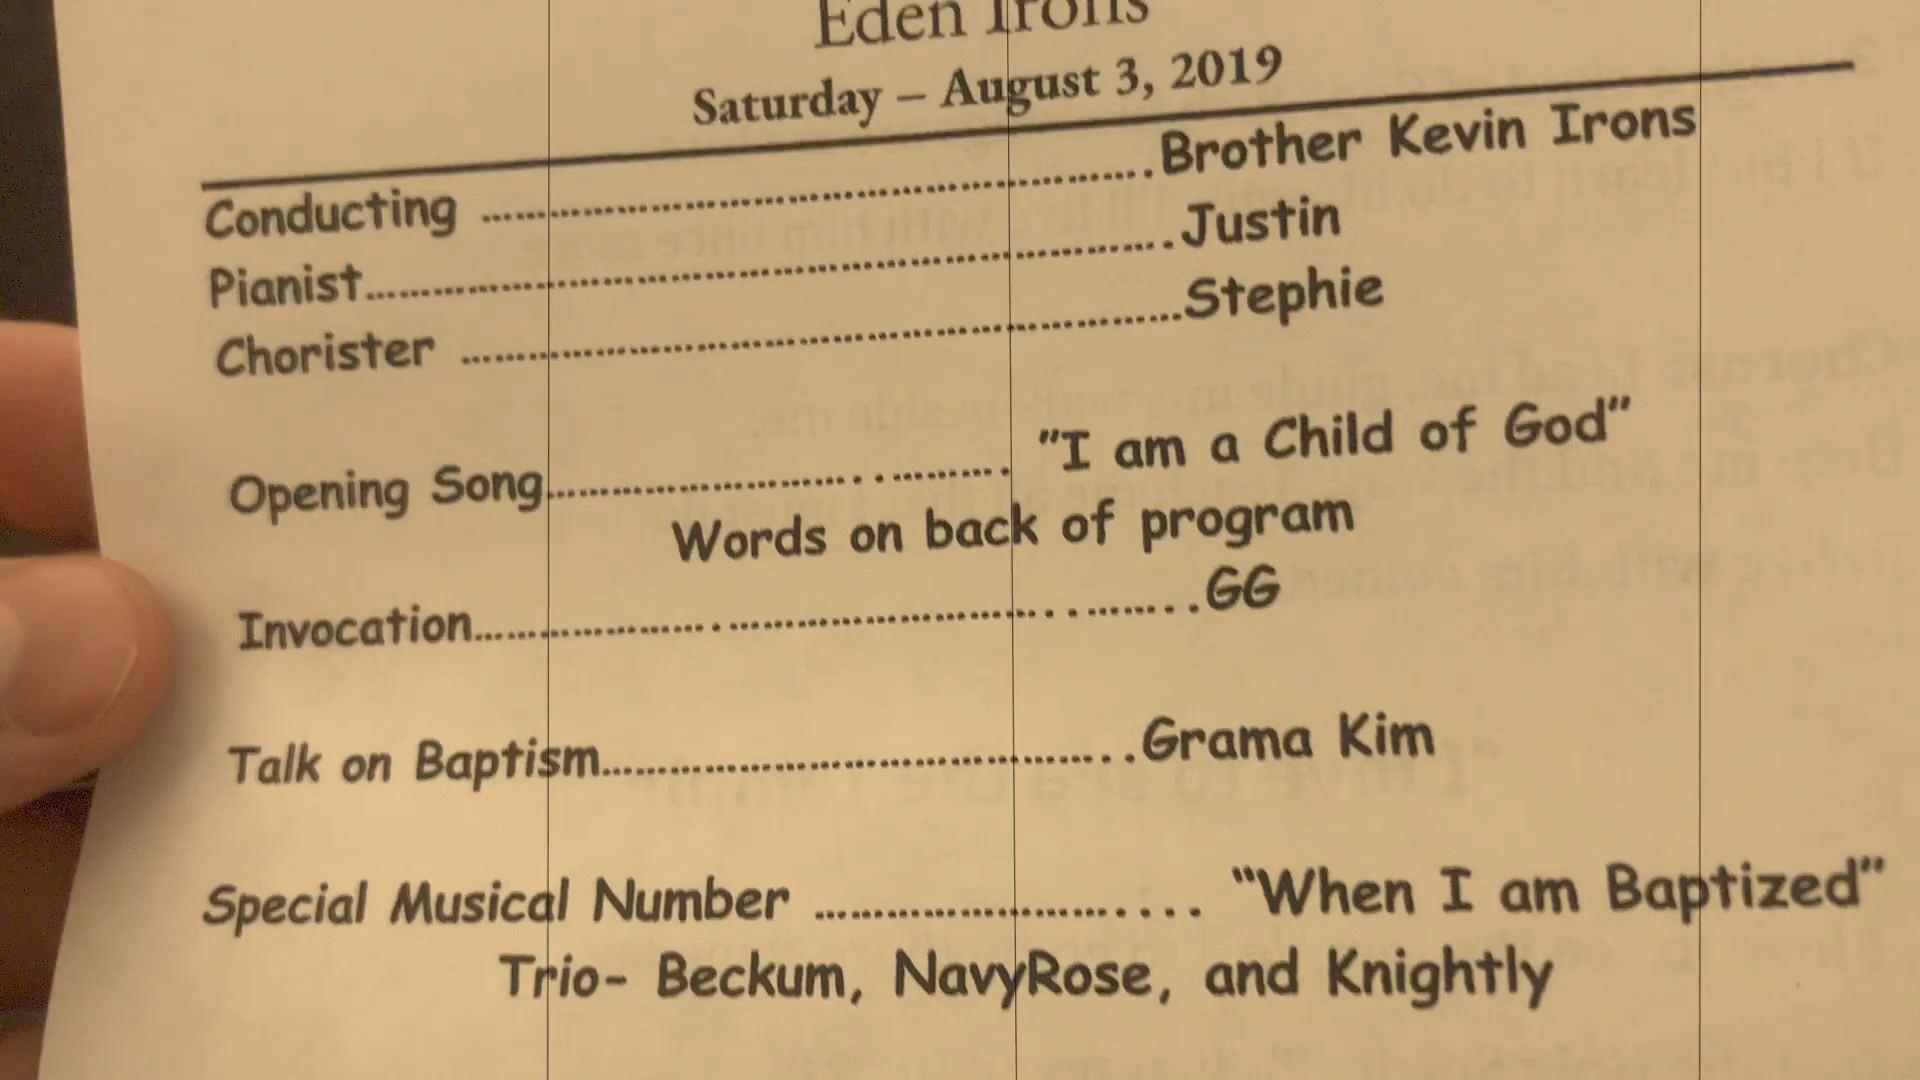 Eden Irons
Saturday – August 3, 2019
Conducting ........................................Brother Kevin Irons
Pianist........................................Justin
Chorister ........................................Stephie
Opening Song........................................ "I am a Child of God"
Words on back of program
Invocation........................................GG
Talk on Baptism........................................Grama Kim
Special Musical Number ............................ "When I am Baptized"
Trio- Beckum, NavyRose, and Knightly